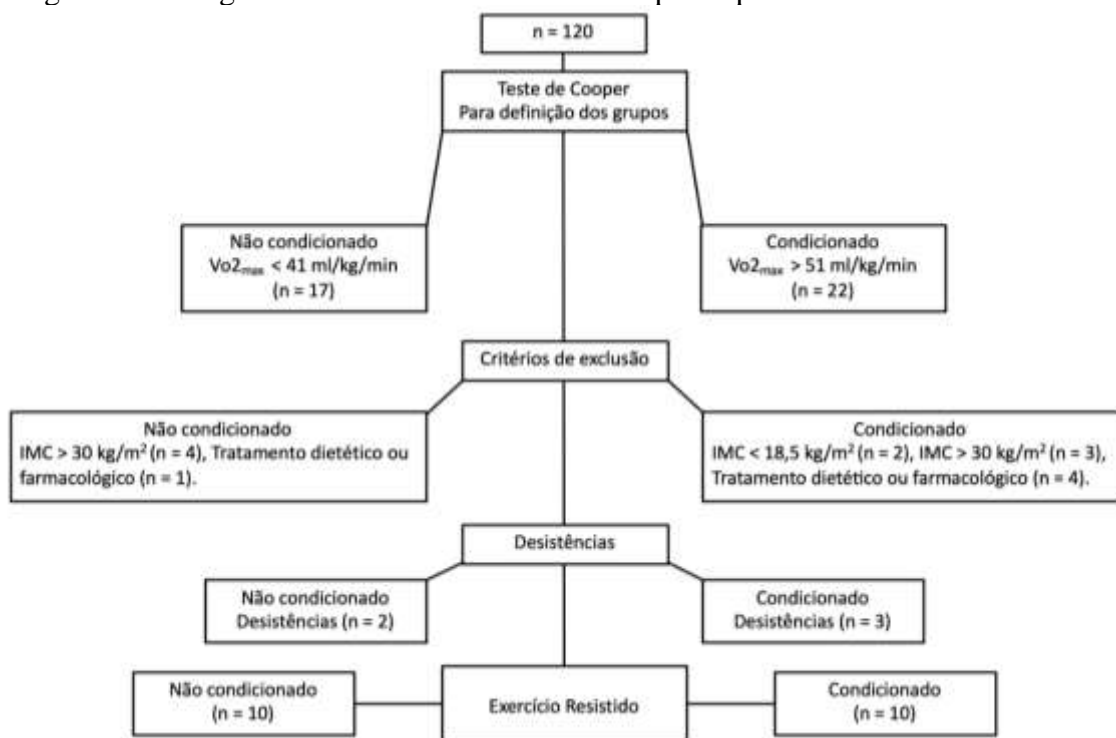 n = 120
Teste de Cooper
Para definição dos grupos
Não condicionado
Vo2max < 41 ml/kg/min
(n = 17)
Condicionado
Vo2max > 51 ml/kg/min
(n = 22)
Critérios de exclusão
Não condicionado
IMC > 30 kg/m² (n = 4), Tratamento dietético ou
farmacológico (n = 1).
Condicionado
IMC < 18,5 kg/m² (n = 2), IMC > 30 kg/m² (n = 3),
Tratamento dietético ou farmacológico (n = 4).
Desistências
Não condicionado
Desistências (n = 2)
Condicionado
Desistências (n = 3)
Não condicionado
(n = 10)
Exercício Resistido
Condicionado
(n = 10)